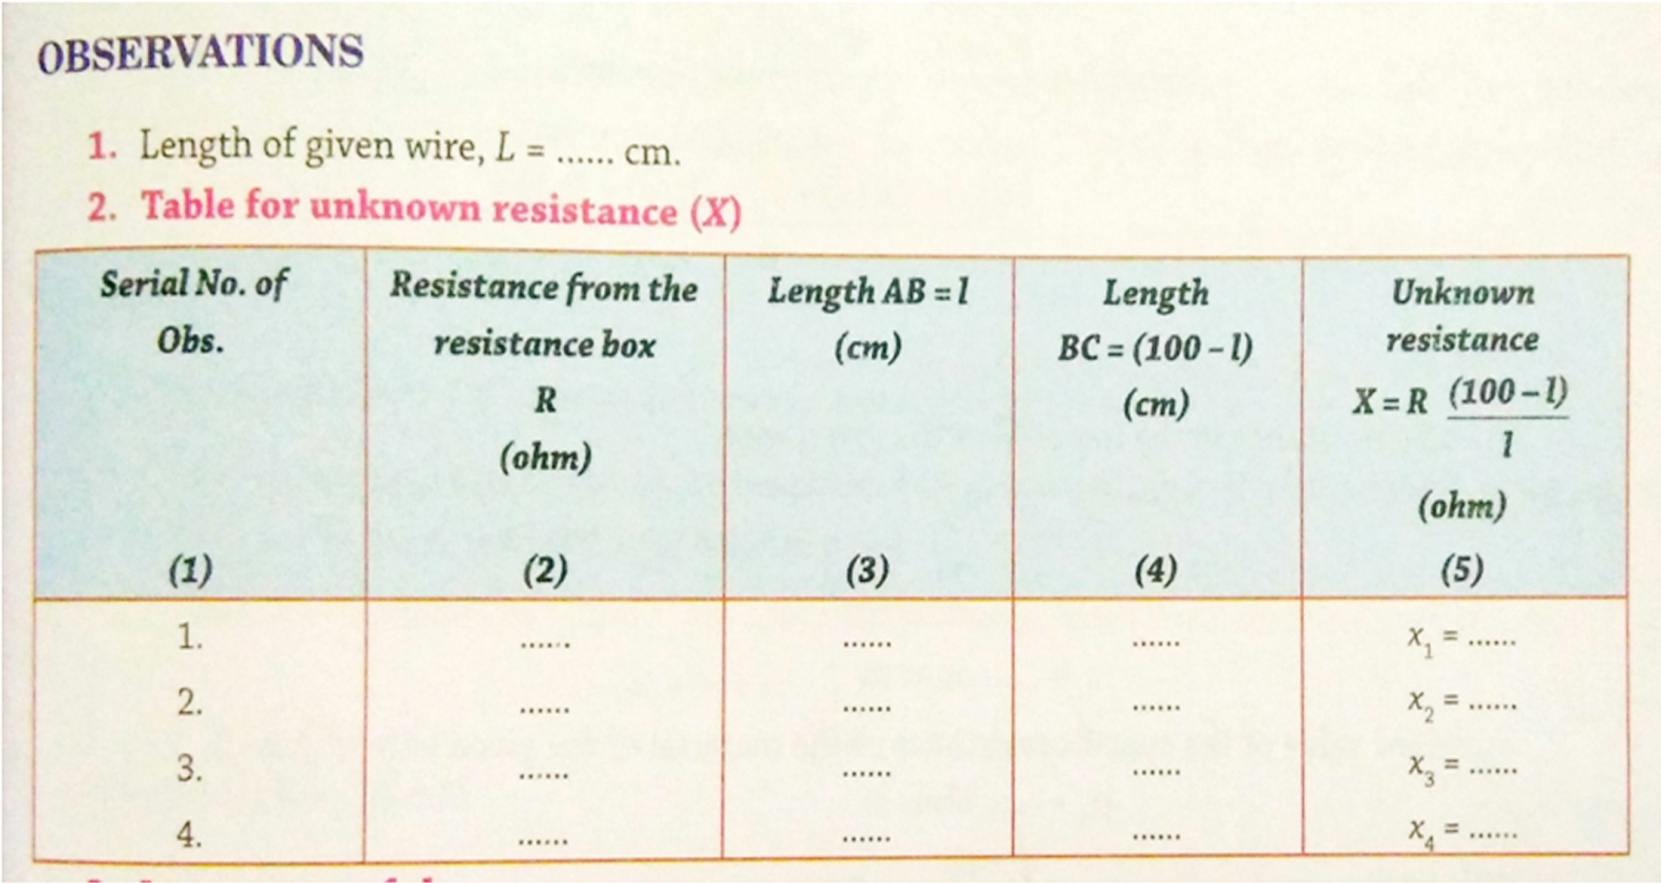 OBSERVATIONS
1. Length of given wire, L = ...... cm.
2. Table for unknown resistance (X)
Serial No. of Obs. (1)
Resistance from the resistance box R (ohm) (2)
Length AB = l (cm) (3)
Length BC = (100 – l) (cm) (4)
Unknown resistance X = R (100 – l) / l (ohm) (5)
1. ...... ...... ...... x₁ = ......
2. ...... ...... ...... x₂ = ......
3. ...... ...... ...... x₃ = ......
4. ...... ...... ...... x₄ = ......